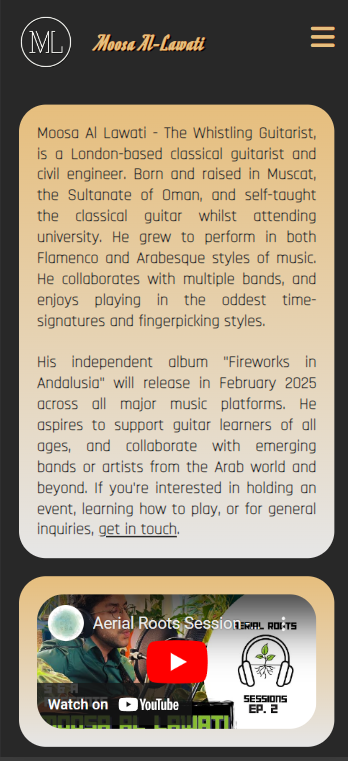 ML
Moosa Al-Lawati
Moosa Al Lawati - The Whistling Guitarist,
is a London-based classical guitarist and
civil engineer. Born and raised in Muscat,
the Sultanate of Oman, and self-taught
the classical guitar whilst attending
university. He grew to perform in both
Flamenco and Arabesque styles of music.
He collaborates with multiple bands, and
enjoys playing in the oddest time-
signatures and fingerpicking styles.
His independent album "Fireworks in
Andalusia" will release in February 2025
across all major music platforms. He
aspires to support guitar learners of all
ages, and collaborate with emerging
bands or artists from the Arab world and
beyond. If you're interested in holding an
event, learning how to play, or for general
inquiries, get in touch.
Aerial Roots Session
AERIAL ROOTS
SESSIONS
EP. 2
Watch on YouTube
MOOSA AL LAWATI